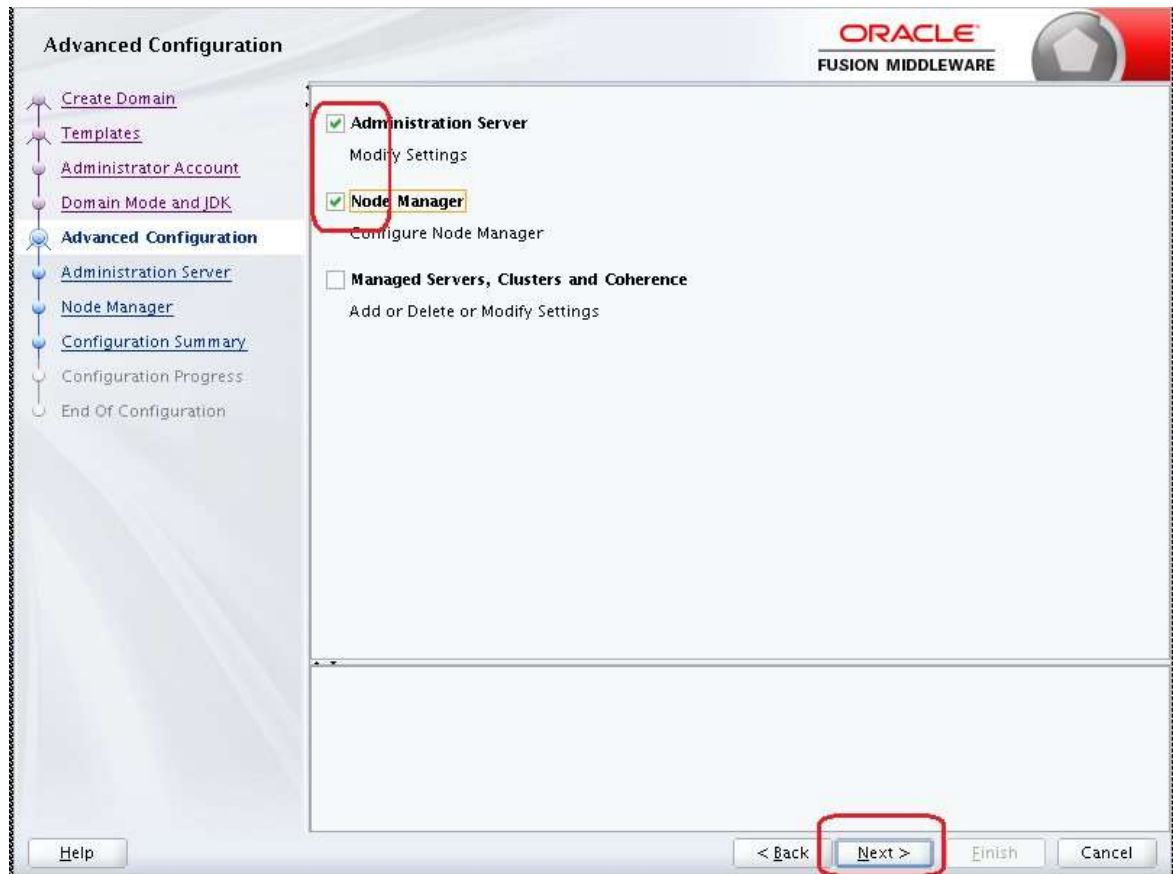 Advanced Configuration
ORACLE
FUSION MIDDLEWARE
Create Domain
Templates
Administrator Account
Domain Mode and JDK
Advanced Configuration
Administration Server
Node Manager
Configuration Summary
Configuration Progress
End Of Configuration
Administration Server
Modify Settings
Node Manager
Configure Node Manager
Managed Servers, Clusters and Coherence
Add or Delete or Modify Settings
Help
< Back
Next >
Finish
Cancel